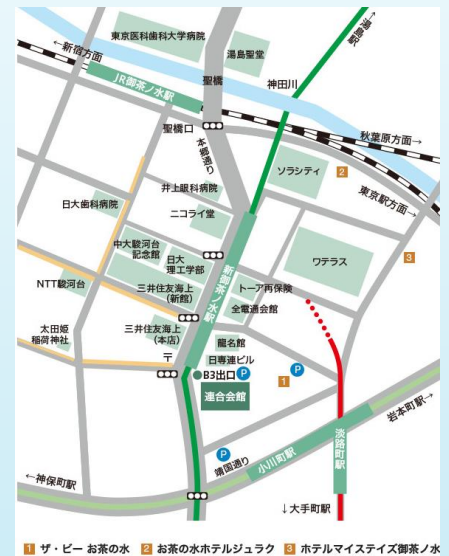 東京医科歯科大学病院
湯島聖堂
←湯島駅
←新宿方面
JR御茶ノ水駅
聖橋
神田川
聖橋口
本郷通り
秋葉原方面→
ソラシティ
2
東京駅方面→
井上眼科病院
日大歯科病院
ニコライ堂
中大駿河台
記念館
日大
理工学部
新御茶ノ水駅
ワテラス
3
NTT駿河台
三井住友海上
(新館)
トーア再保険
全電通会館
太田姫
稲荷神社
三井住友海上
(本店)
龍名館
日専連ビル
〒
B3出口
P
P
1
連合会館
岩本町駅→
淡路町駅
小川町駅
P
靖国通り
←神保町駅
↓大手町駅
1 ザ・ビー お茶の水 2 お茶の水ホテルジュラク 3 ホテルマイステイズ御茶ノ水